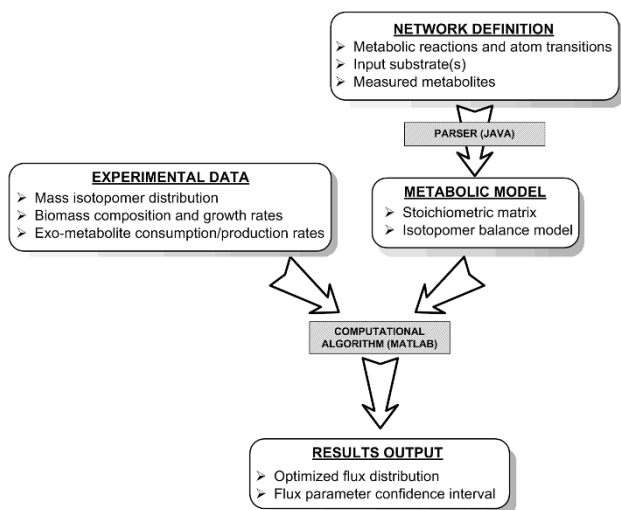 NETWORK DEFINITION
➤ Metabolic reactions and atom transitions
➤ Input substrate(s)
➤ Measured metabolites
PARSER (JAVA)
EXPERIMENTAL DATA
➤ Mass isotopomer distribution
➤ Biomass composition and growth rates
➤ Exo-metabolite consumption/production rates
METABOLIC MODEL
➤ Stoichiometric matrix
➤ Isotopomer balance model
COMPUTATIONAL
ALGORITHM (MATLAB)
RESULTS OUTPUT
➤ Optimized flux distribution
➤ Flux parameter confidence interval